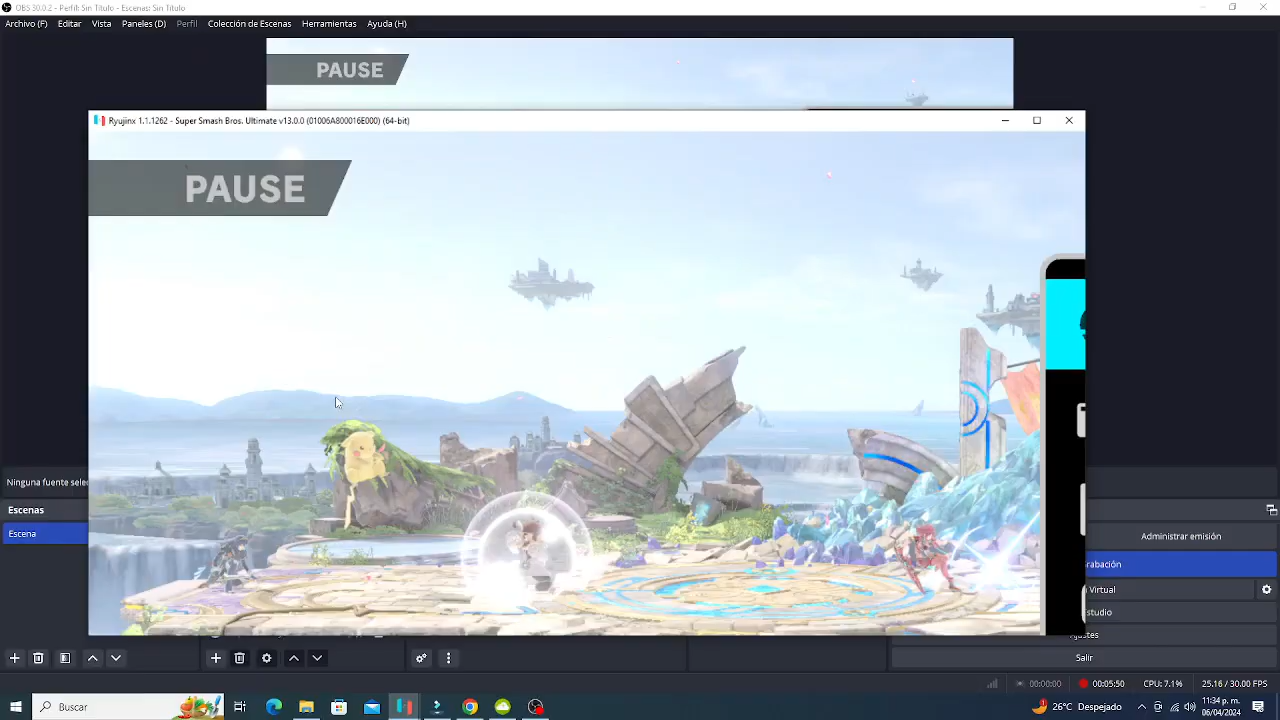 OBS 30.0.2 - Perfil: Sin Título - Escenas: Sin Título
Archivo (F) Editar Vista Paneles (D) Perfil Colección de Escenas Herramientas Ayuda (H)
PAUSE
Ryujinx 1.1.1262 - Super Smash Bros. Ultimate v13.0.0 (01006A800016E000) (64-bit)
PAUSE
Ninguna fuente sele
Escenas
Escena
Administrar emisión
rabación
Virtual
studio
Salir
00:00:00 00:05:50 CPU: 7.1% 25.16 / 30.00 FPS
Buscar
26°C Despejado
11:34 p. m.
06/04/2024